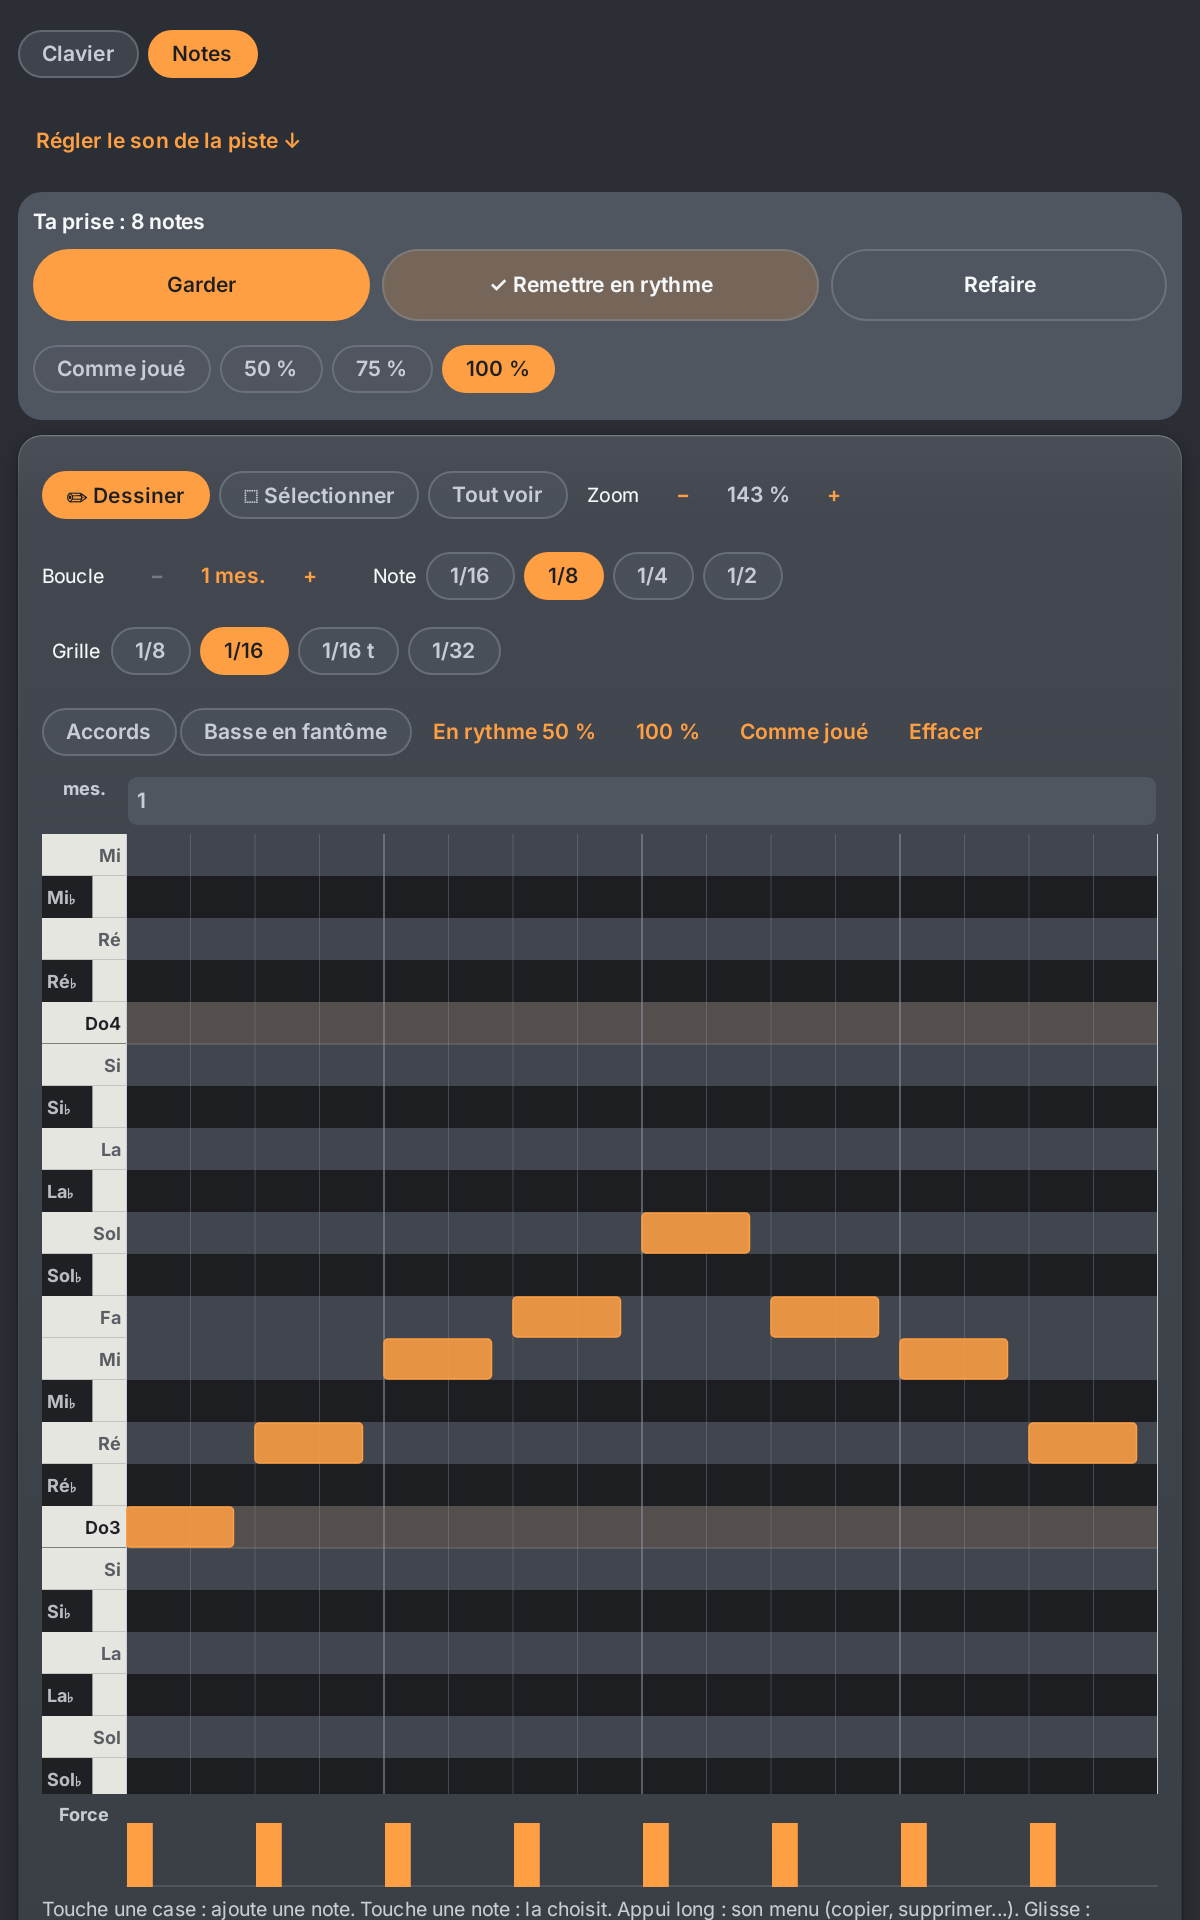 Clavier Notes
Régler le son de la piste ↓
Ta prise : 8 notes
Garder ✓ Remettre en rythme Refaire
Comme joué 50 % 75 % 100 %
✏ Dessiner ⬚ Sélectionner Tout voir Zoom − 143 % +
Boucle − 1 mes. + Note 1/16 1/8 1/4 1/2
Grille 1/8 1/16 1/16 t 1/32
Accords Basse en fantôme En rythme 50 % 100 % Comme joué Effacer
mes. 1
Mi
Mi♭
Ré
Ré♭
Do4
Si
Si♭
La
La♭
Sol
Sol♭
Fa
Mi
Mi♭
Ré
Ré♭
Do3
Si
Si♭
La
La♭
Sol
Sol♭
Force
Touche une case : ajoute une note. Touche une note : la choisit. Appui long : son menu (copier, supprimer...). Glisse :